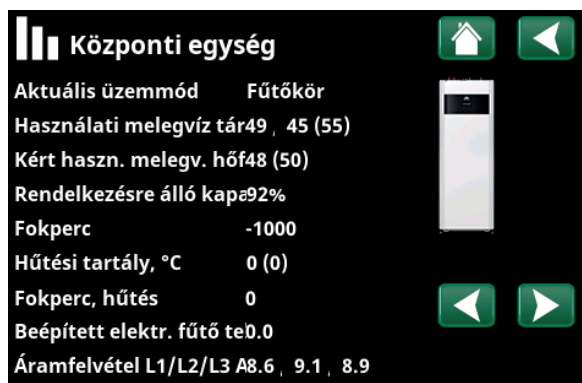 Központi egység
Aktuális üzemmód Fűtőkör
Használati melegvíz tár49 , 45 (55)
Kért haszn. melegv. hőf48 (50)
Rendelkezésre álló kapa92%
Fokperc -1000
Hűtési tartály, °C 0 (0)
Fokperc, hűtés 0
Beépített elektr. fűtő tel0.0
Áramfelvétel L1/L2/L3 A8.6 , 9.1 , 8.9